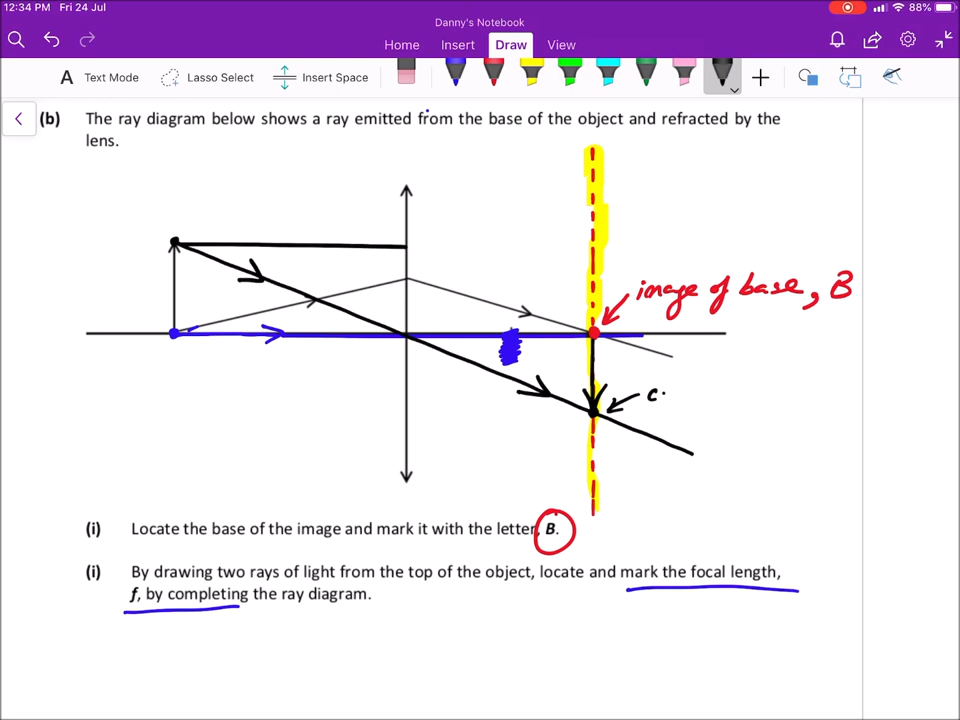 12:34 PM Fri 24 Jul
88%
Danny's Notebook
Home Insert Draw View
A Text Mode Lasso Select Insert Space
(b) The ray diagram below shows a ray emitted from the base of the object and refracted by the
lens.
image of base, B
c.
(i) Locate the base of the image and mark it with the letter, B.
(i) By drawing two rays of light from the top of the object, locate and mark the focal length,
f, by completing the ray diagram.